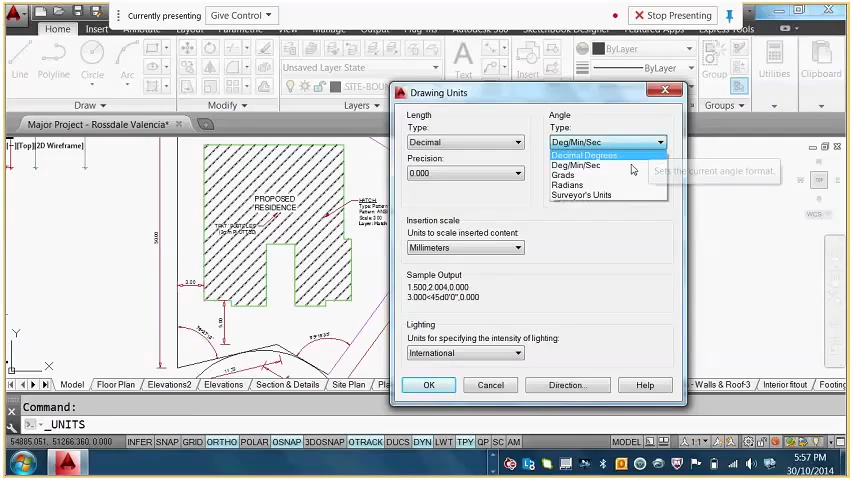 Currently presenting
Give Control
Stop Presenting
Home
Insert
Express Tools
Line
Polyline
Circle
Arc
Text
Insert
ByLayer
ByLayer
Group
Utilities
Clipboard
Draw
Modify
Layers
Groups
Major Project - Rossdale Valencia*
[Top][2D Wireframe]
Drawing Units
Length
Type:
Decimal
Precision:
0.000
Angle
Type:
Deg/Min/Sec
Decimal Degrees
Deg/Min/Sec
Grads
Radians
Surveyor's Units
Sets the current angle format.
Insertion scale
Units to scale inserted content:
Millimeters
Sample Output
1.500,2.004,0.000
3.000<45d0'0",0.000
Lighting
Units for specifying the intensity of lighting:
International
OK
Cancel
Direction...
Help
PROPOSED
RESIDENCE
HATCH
TOP
WCS
Y
X
Model
Floor Plan
Elevations2
Elevations
Section & Details
Site Plan
- Walls & Roof-3
Interior fitout
Footing
Command:
_UNITS
54885.051, 51266.360, 0.000
INFER SNAP GRID ORTHO POLAR OSNAP 3DOSNAP OTRACK DUCS DYN LWT TPY QP SC AM
MODEL
1:1
5:57 PM
30/10/2014